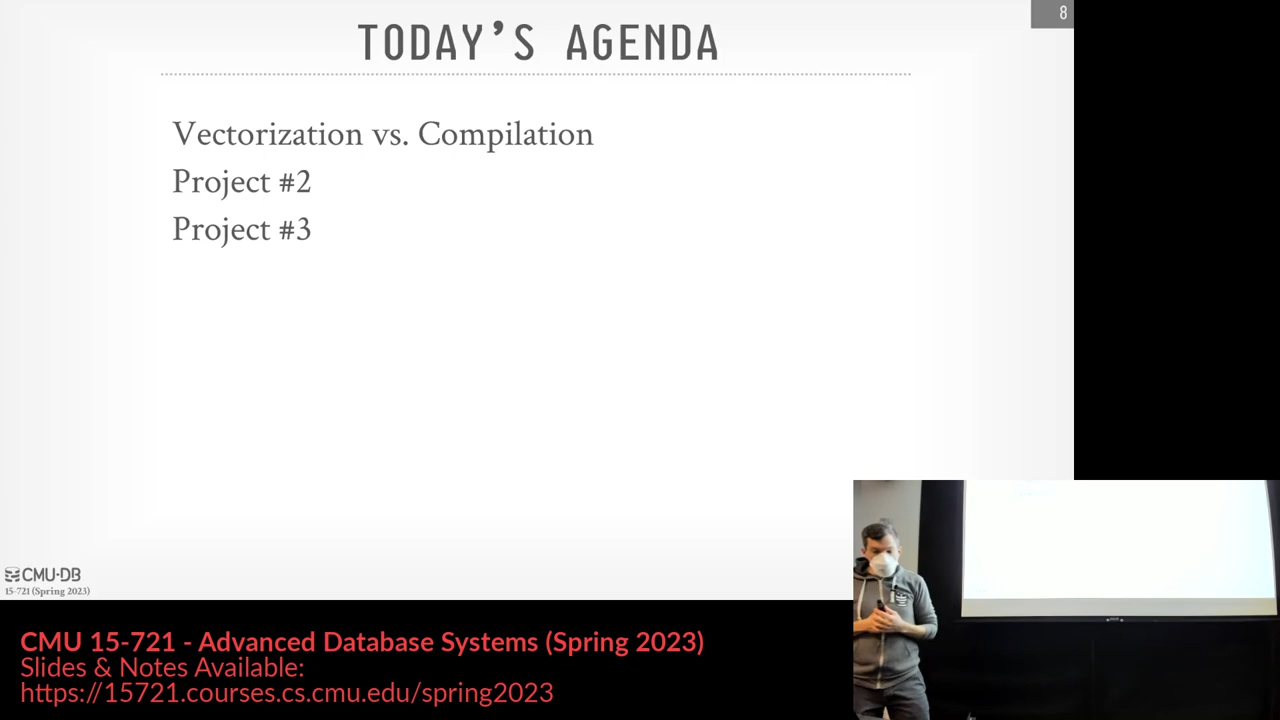 8
TODAY’S AGENDA
Vectorization vs. Compilation
Project #2
Project #3
CMU·DB
15-721 (Spring 2023)
CMU 15-721 - Advanced Database Systems (Spring 2023)
Slides & Notes Available:
https://15721.courses.cs.cmu.edu/spring2023